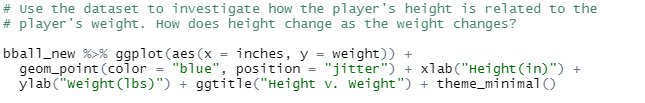 # Use the dataset to investigate how the player's height is related to the
# player's weight. How does height change as the weight changes?
bball_new %>% ggplot(aes(x = inches, y = weight)) +
geom_point(color = "blue", position = "jitter") + xlab("Height(in)") +
ylab("Weight(lbs)") + ggtitle("Height v. Weight") + theme_minimal()